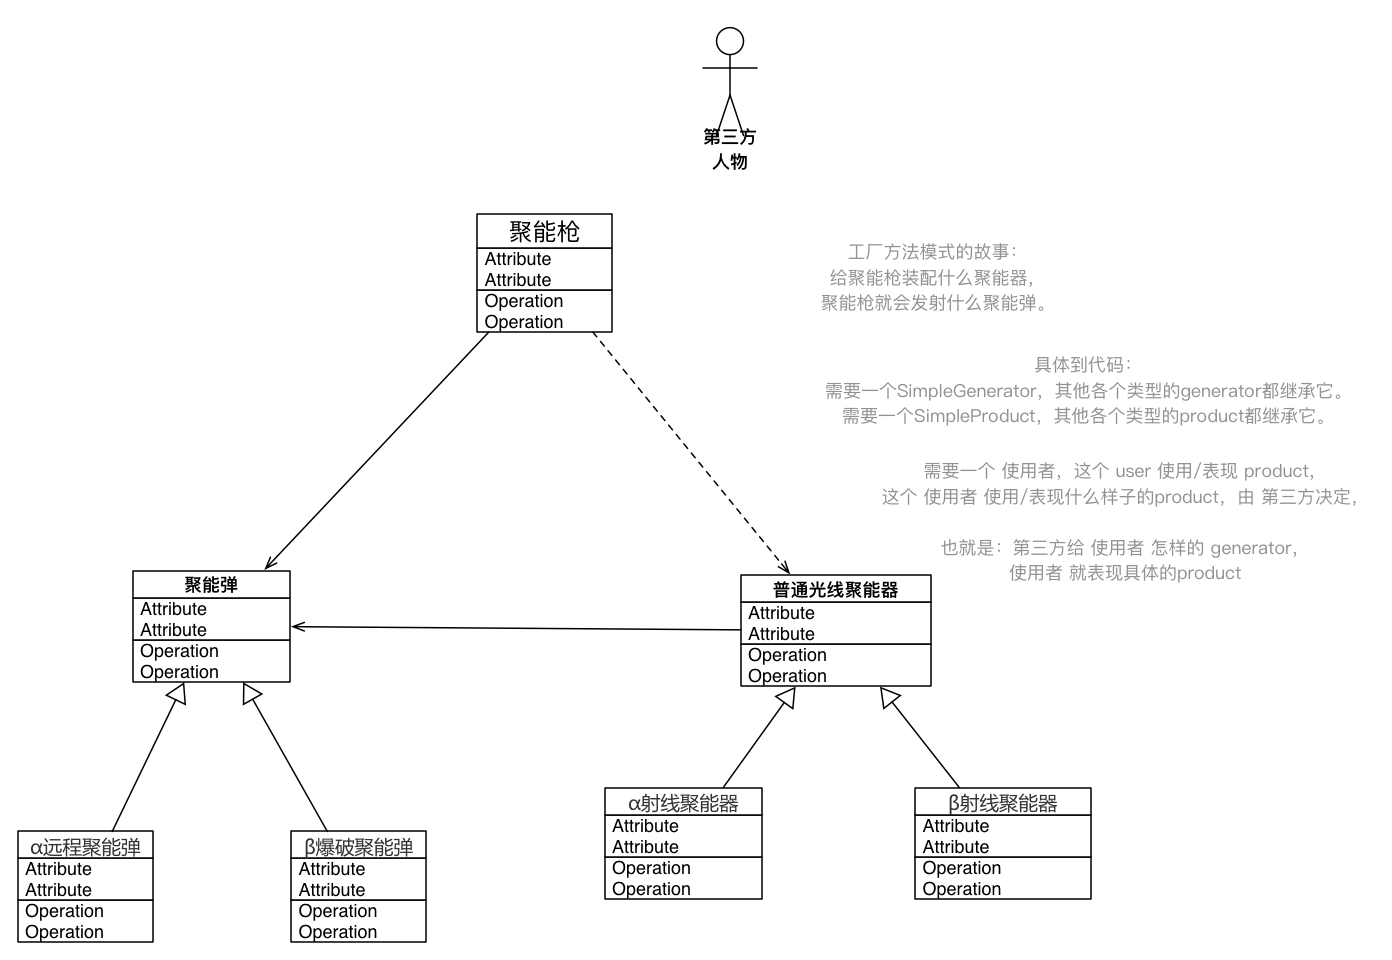 第三方
人物
聚能枪
Attribute
Attribute
Operation
Operation
工厂方法模式的故事：
给聚能枪装配什么聚能器，
聚能枪就会发射什么聚能弹。
具体到代码：
需要一个SimpleGenerator，其他各个类型的generator都继承它。
需要一个SimpleProduct，其他各个类型的product都继承它。
需要一个 使用者，这个 user 使用/表现 product，
这个 使用者 使用/表现什么样子的product，由 第三方决定，
也就是：第三方给 使用者 怎样的 generator，
使用者 就表现具体的product
聚能弹
Attribute
Attribute
Operation
Operation
普通光线聚能器
Attribute
Attribute
Operation
Operation
α远程聚能弹
Attribute
Attribute
Operation
Operation
β爆破聚能弹
Attribute
Attribute
Operation
Operation
α射线聚能器
Attribute
Attribute
Operation
Operation
β射线聚能器
Attribute
Attribute
Operation
Operation